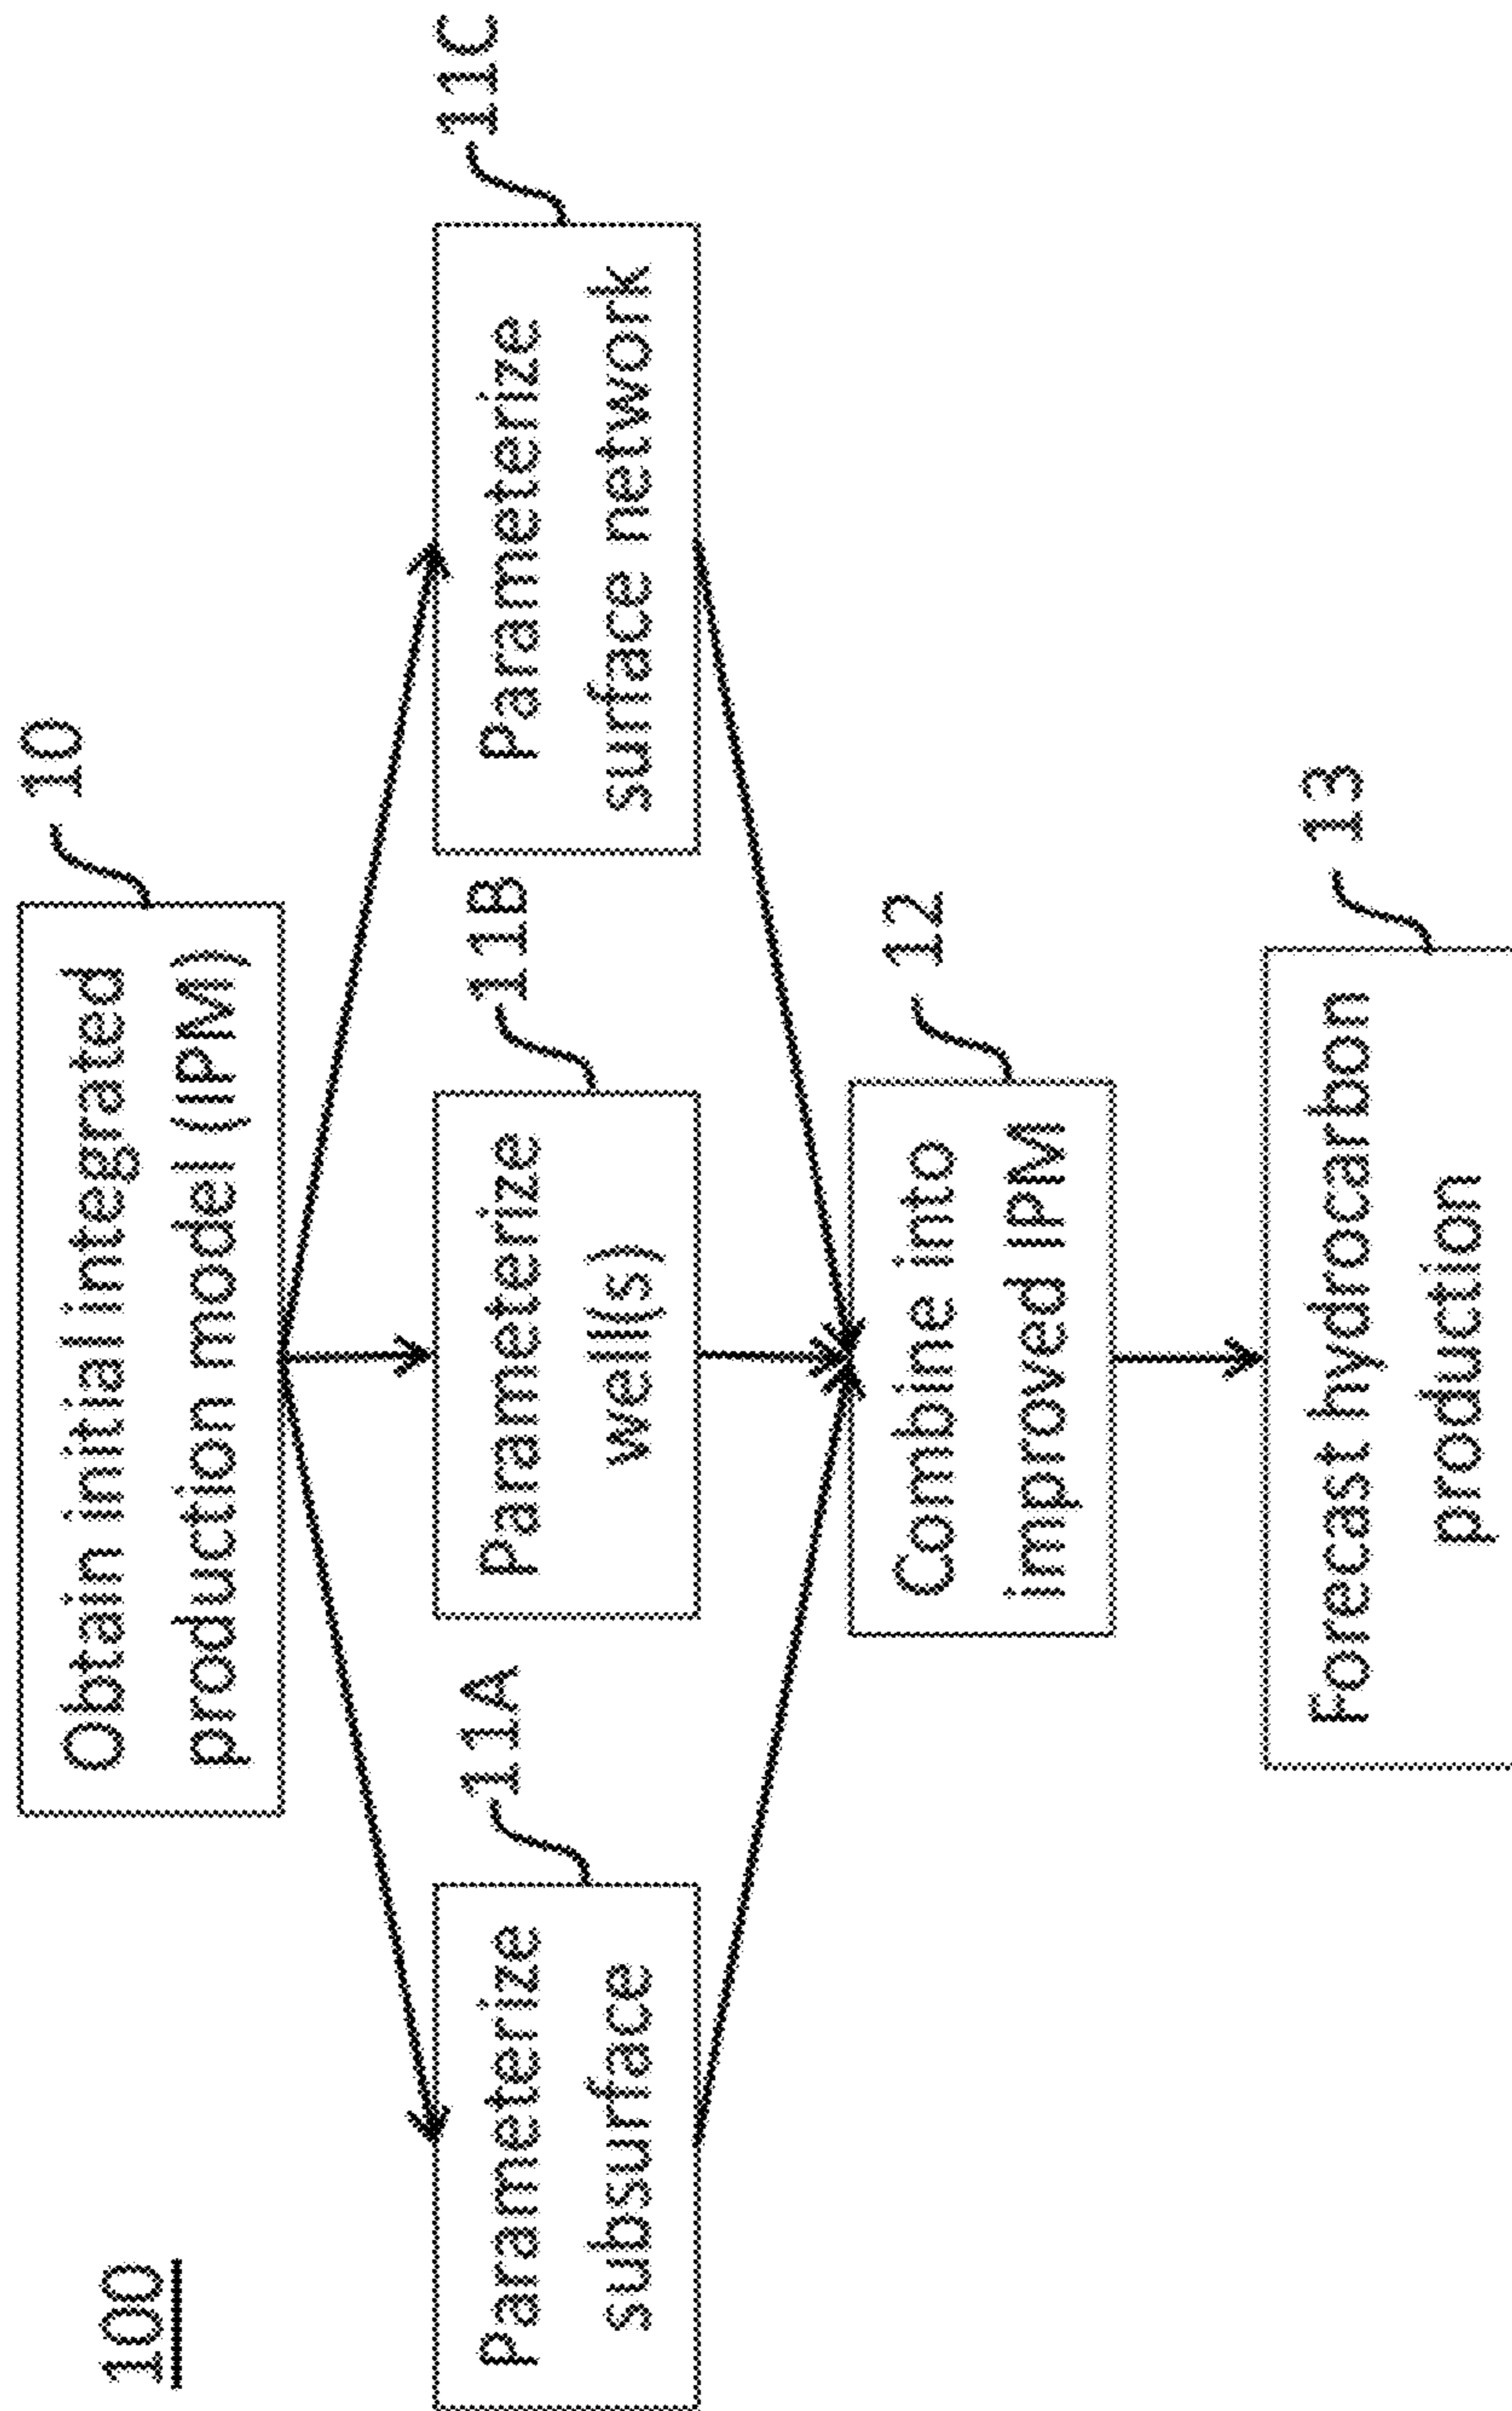 100
10
Obtain initial integrated
production model (IPM)
11A
Parameterize
subsurface
11B
Parameterize
well(s)
11C
Parameterize
surface network
12
Combine into
improved IPM
13
Forecast hydrocarbon
production